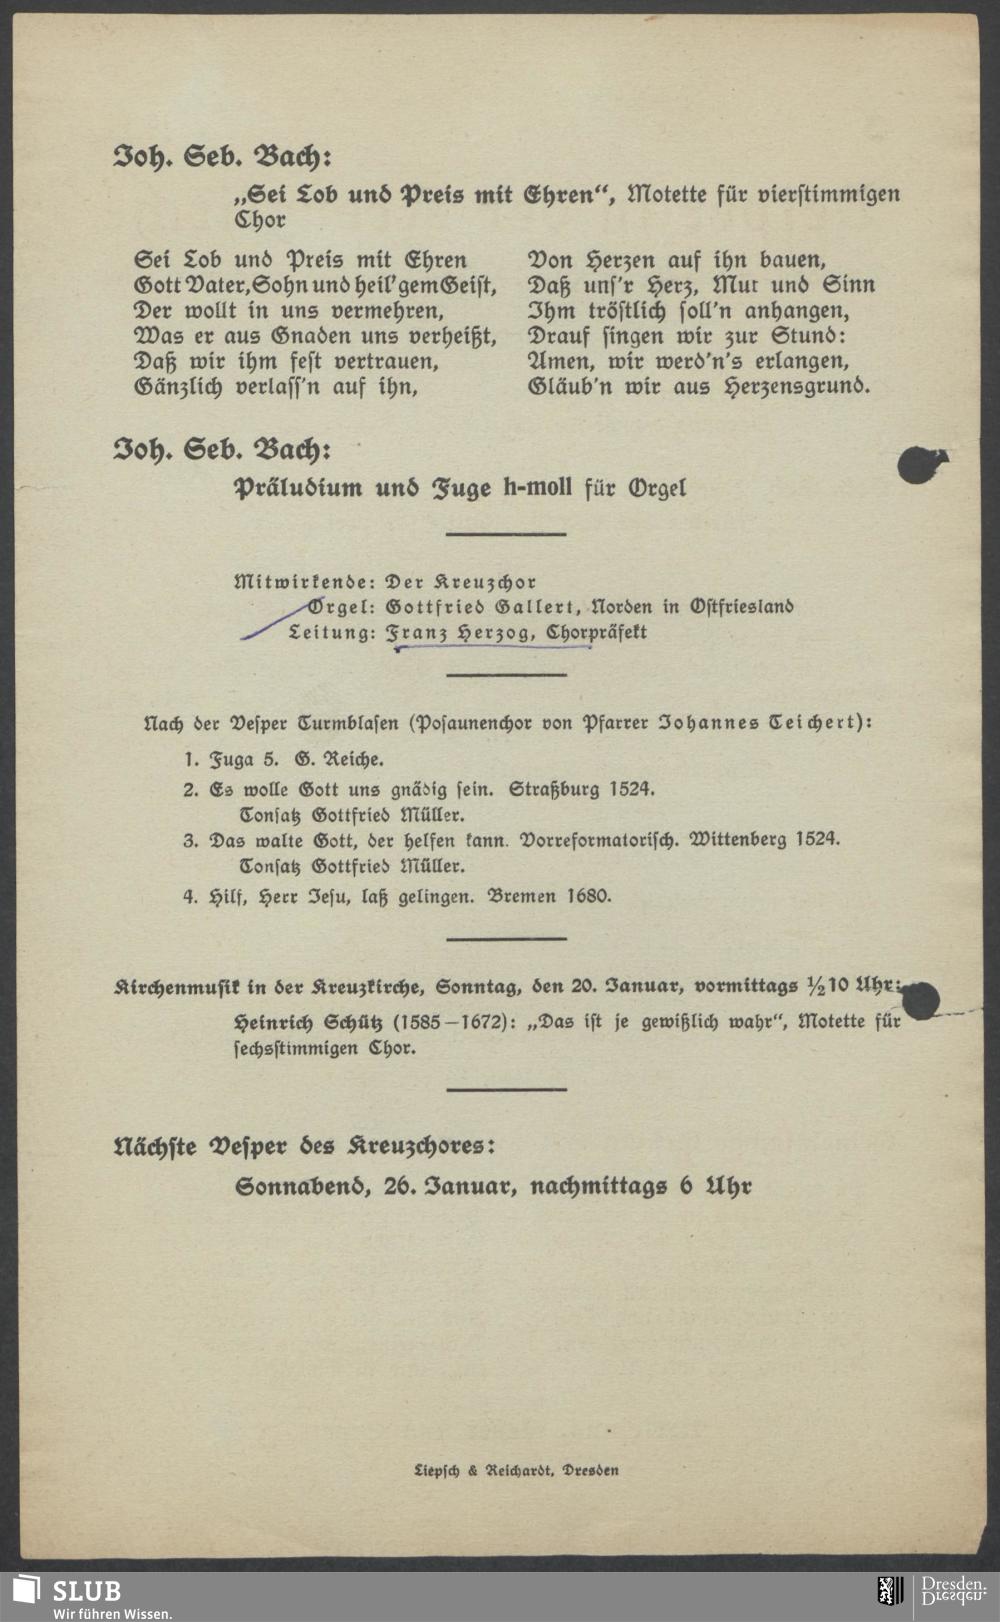 Joh. Seb. Bach:
„Sei Lob und Preis mit Ehren“, Motette für vierstimmigen
Chor
Sei Lob und Preis mit Ehren
Gott Vater, Sohn und heil'gem Geist,
Der wollt in uns vermehren,
Was er aus Gnaden uns verheißt,
Daß wir ihm fest vertrauen,
Gänzlich verlass'n auf ihn,
Von Herzen auf ihn bauen,
Daß uns'r Herz, Mut und Sinn
Ihm tröstlich soll'n anhangen,
Drauf singen wir zur Stund:
Amen, wir werd'n's erlangen,
Gläub'n wir aus Herzensgrund.
Joh. Seb. Bach:
Präludium und Fuge h-moll für Orgel
Mitwirkende: Der Kreuzchor
Orgel: Gottfried Gallert, Norden in Ostfriesland
Leitung: Franz Herzog, Chorpräfekt
Nach der Vesper Turmblasen (Posaunenchor von Pfarrer Johannes Teichert):
1. Fuga 5. G. Reiche.
2. Es wolle Gott uns gnädig sein. Straßburg 1524.
Tonsatz Gottfried Müller.
3. Das walte Gott, der helfen kann. Vorreformatorisch. Wittenberg 1524.
Tonsatz Gottfried Müller.
4. Hilf, Herr Jesu, laß gelingen. Bremen 1680.
Kirchenmusik in der Kreuzkirche, Sonntag, den 20. Januar, vormittags ½10 Uhr:
Heinrich Schütz (1585–1672): „Das ist je gewißlich wahr“, Motette für
sechsstimmigen Chor.
Nächste Vesper des Kreuzchores:
Sonnabend, 26. Januar, nachmittags 6 Uhr
Liepsch & Reichardt, Dresden
SLUB
Wir führen Wissen.
Dresden.
Dresden.